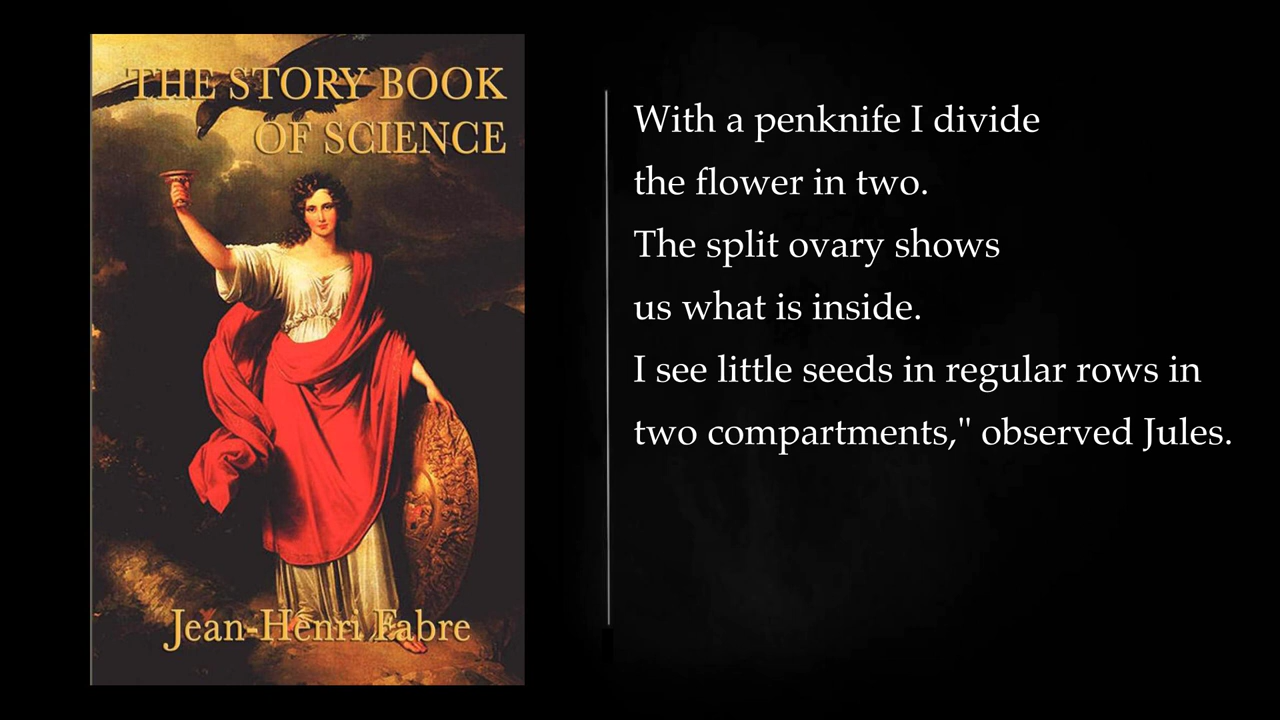 THE STORY BOOK
OF SCIENCE
Jean-Henri Fabre
With a penknife I divide
the flower in two.
The split ovary shows
us what is inside.
I see little seeds in regular rows in
two compartments," observed Jules.